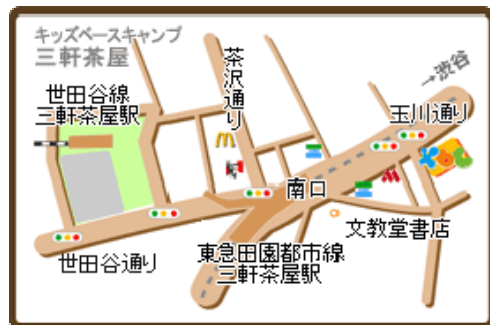 キッズベースキャンプ
三軒茶屋
茶沢通り
→渋谷
世田谷線
三軒茶屋駅
玉川通り
南口
文教堂書店
世田谷通り
東急田園都市線
三軒茶屋駅